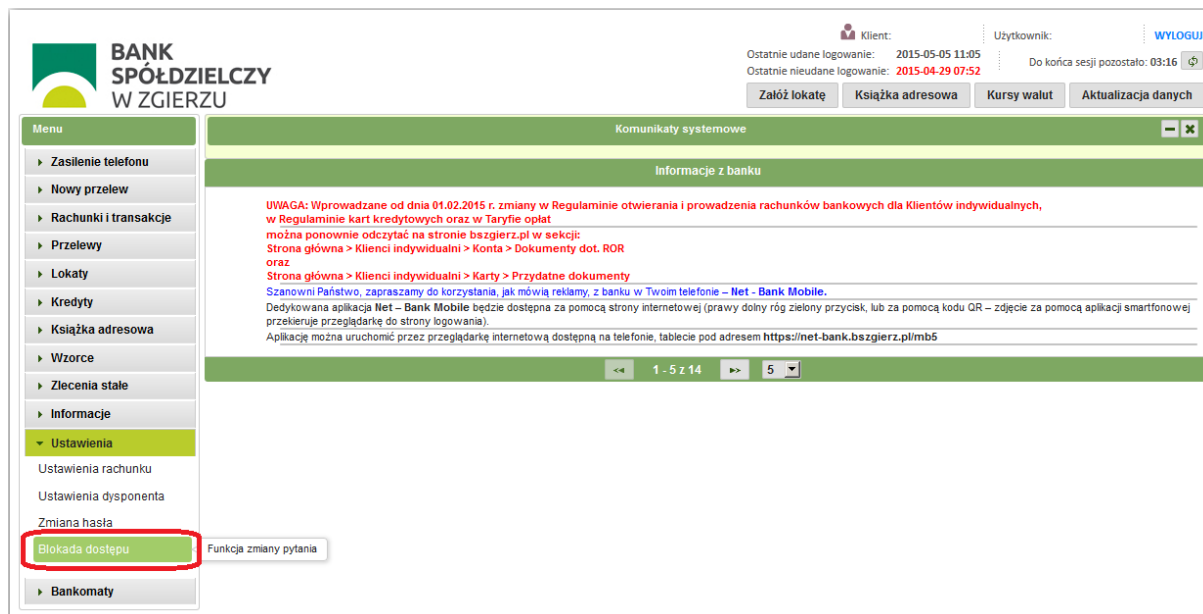 BANK
SPÓŁDZIELCZY
W ZGIERZU
Klient:
Użytkownik:
WYLOGUJ
Ostatnie udane logowanie: 2015-05-05 11:05
Ostatnie nieudane logowanie: 2015-04-29 07:52
Do końca sesji pozostało: 03:16
Załóż lokatę
Książka adresowa
Kursy walut
Aktualizacja danych
Menu
Zasilenie telefonu
Nowy przelew
Rachunki i transakcje
Przelewy
Lokaty
Kredyty
Książka adresowa
Wzorce
Zlecenia stałe
Informacje
Ustawienia
Ustawienia rachunku
Ustawienia dysponenta
Zmiana hasła
Blokada dostępu
Funkcja zmiany pytania
Bankomaty
Komunikaty systemowe
Informacje z banku
UWAGA: Wprowadzane od dnia 01.02.2015 r. zmiany w Regulaminie otwierania i prowadzenia rachunków bankowych dla Klientów indywidualnych,
w Regulaminie kart kredytowych oraz w Taryfie opłat
można ponownie odczytać na stronie bszgierz.pl w sekcji:
Strona główna > Klienci indywidualni > Konta > Dokumenty dot. ROR
oraz
Strona główna > Klienci indywidualni > Karty > Przydatne dokumenty
Szanowni Państwo, zapraszamy do korzystania, jak mówią reklamy, z banku w Twoim telefonie – Net - Bank Mobile.
Dedykowana aplikacja Net – Bank Mobile będzie dostępna za pomocą strony internetowej (prawy dolny róg zielony przycisk, lub za pomocą kodu QR – zdjęcie za pomocą aplikacji smartfonowej
przekieruje przeglądarkę do strony logowania).
Aplikację można uruchomić przez przeglądarkę internetową dostępną na telefonie, tablecie pod adresem https://net-bank.bszgierz.pl/mb5
1 - 5 z 14
5